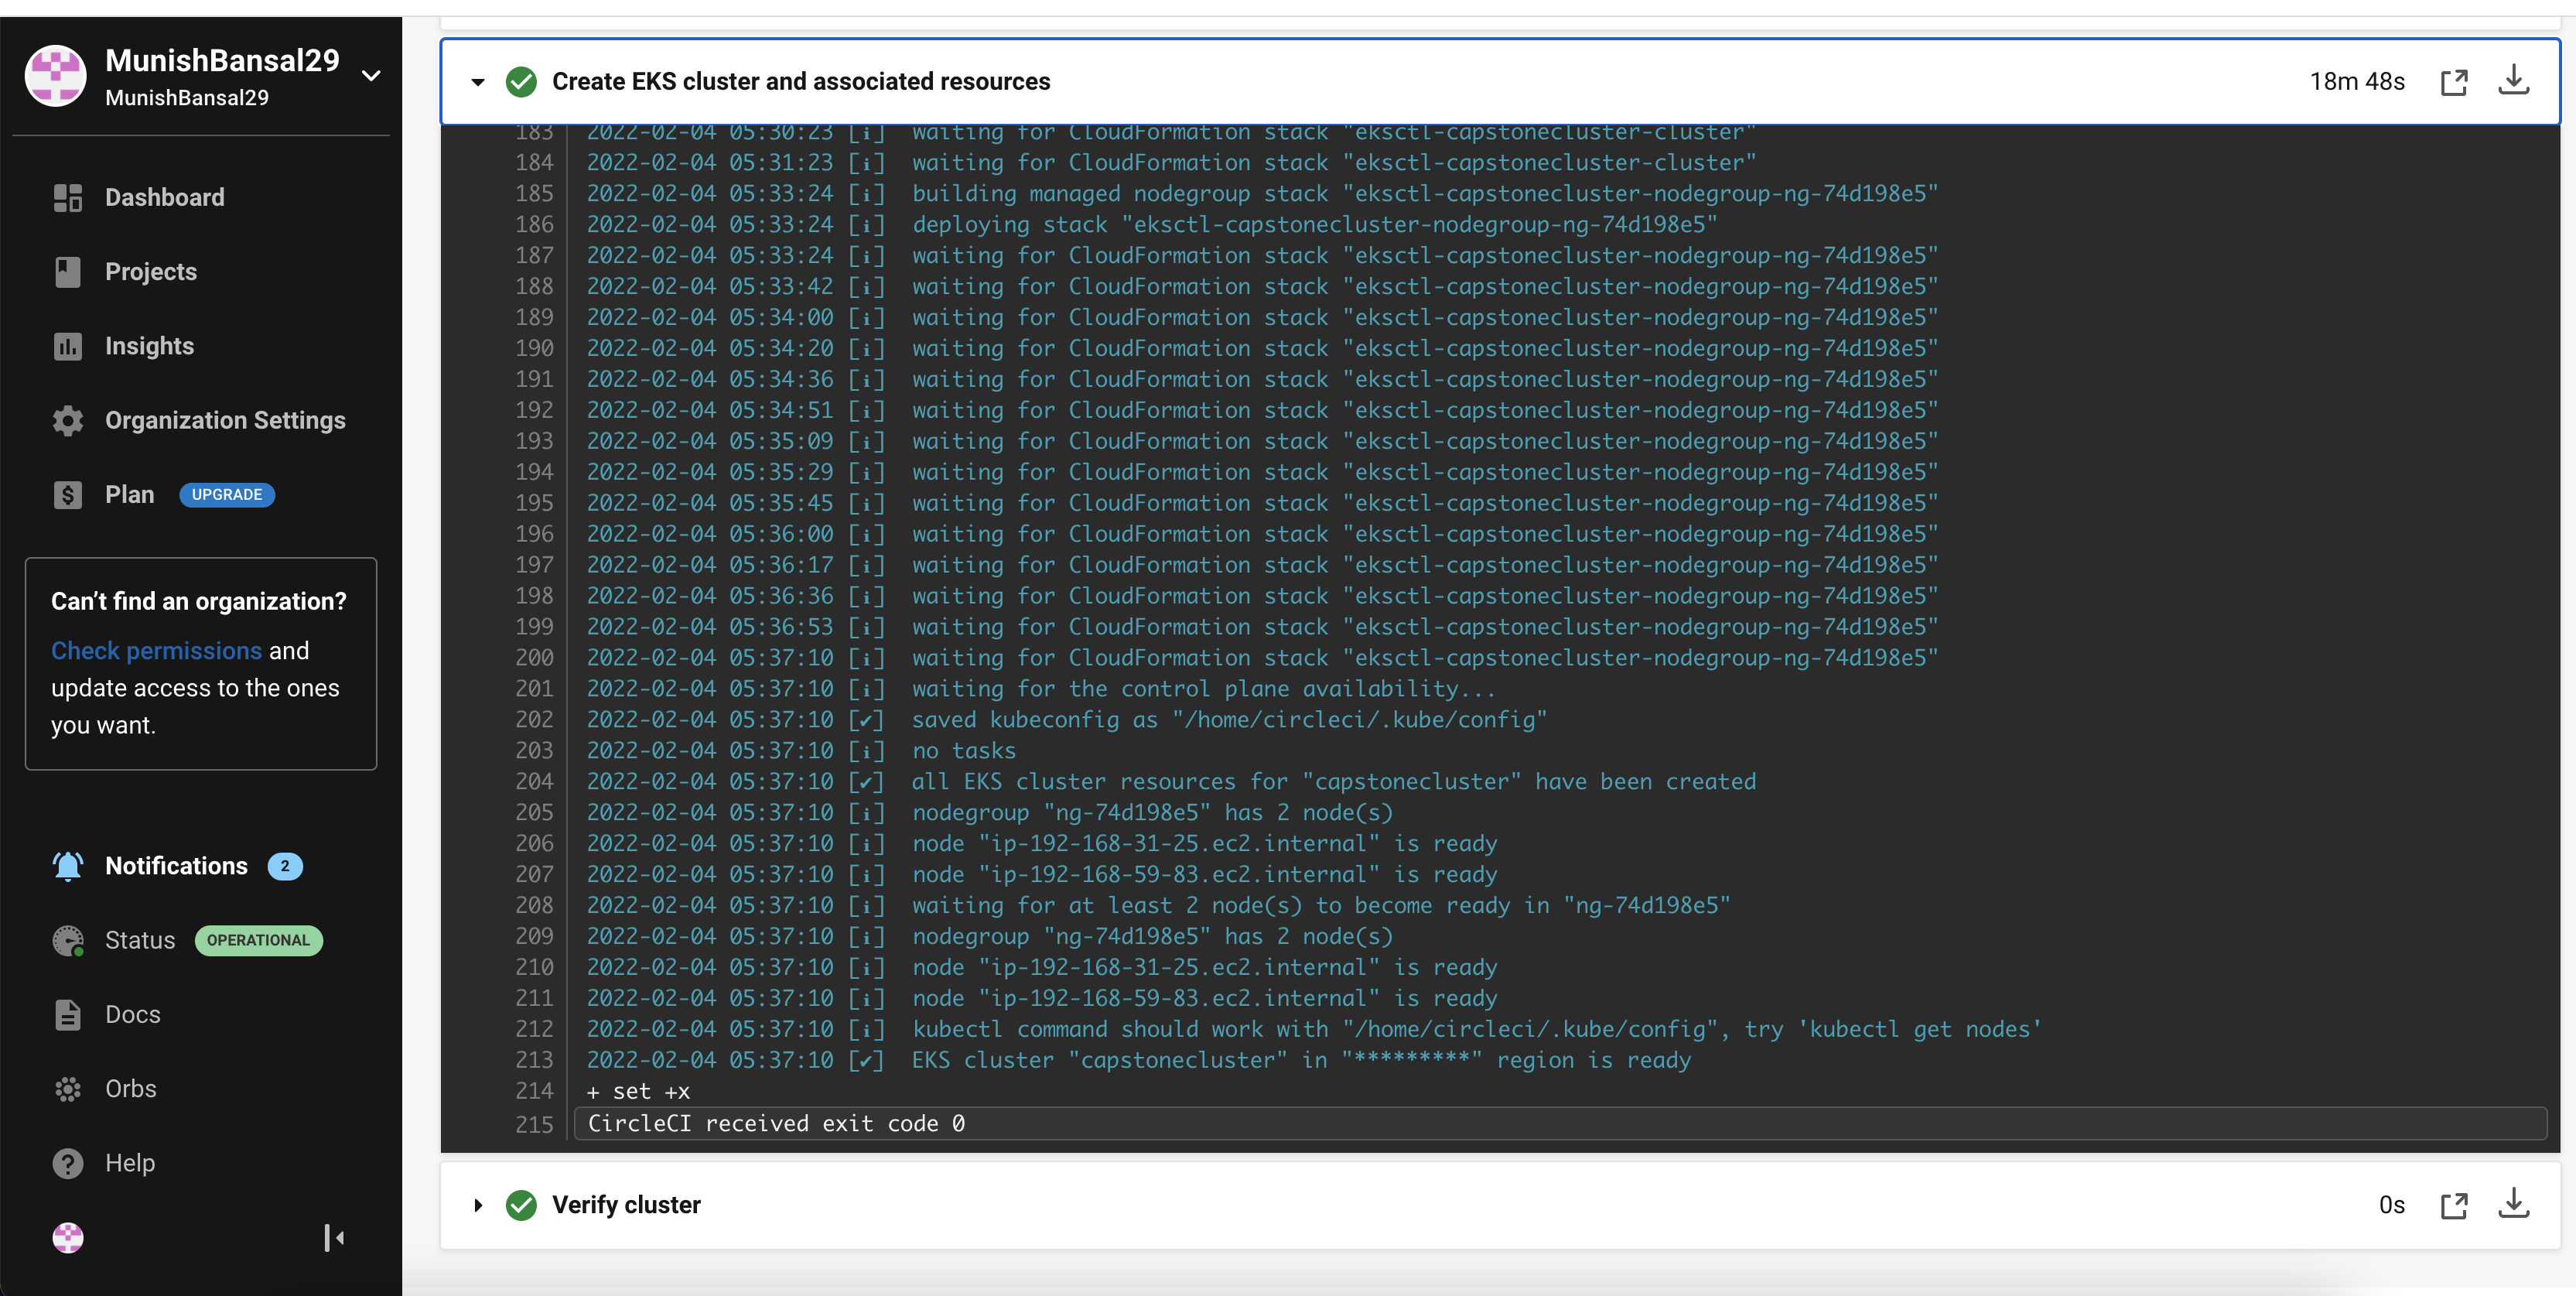 MunishBansal29
MunishBansal29
Dashboard
Projects
Insights
Organization Settings
Plan UPGRADE
Can't find an organization?
Check permissions and
update access to the ones
you want.
Notifications 2
Status OPERATIONAL
Docs
Orbs
Help
Create EKS cluster and associated resources 18m 48s
183 2022-02-04 05:30:23 [i] waiting for CloudFormation stack "eksctl-capstonecluster-cluster"
184 2022-02-04 05:31:23 [i] waiting for CloudFormation stack "eksctl-capstonecluster-cluster"
185 2022-02-04 05:33:24 [i] building managed nodegroup stack "eksctl-capstonecluster-nodegroup-ng-74d198e5"
186 2022-02-04 05:33:24 [i] deploying stack "eksctl-capstonecluster-nodegroup-ng-74d198e5"
187 2022-02-04 05:33:24 [i] waiting for CloudFormation stack "eksctl-capstonecluster-nodegroup-ng-74d198e5"
188 2022-02-04 05:33:42 [i] waiting for CloudFormation stack "eksctl-capstonecluster-nodegroup-ng-74d198e5"
189 2022-02-04 05:34:00 [i] waiting for CloudFormation stack "eksctl-capstonecluster-nodegroup-ng-74d198e5"
190 2022-02-04 05:34:20 [i] waiting for CloudFormation stack "eksctl-capstonecluster-nodegroup-ng-74d198e5"
191 2022-02-04 05:34:36 [i] waiting for CloudFormation stack "eksctl-capstonecluster-nodegroup-ng-74d198e5"
192 2022-02-04 05:34:51 [i] waiting for CloudFormation stack "eksctl-capstonecluster-nodegroup-ng-74d198e5"
193 2022-02-04 05:35:09 [i] waiting for CloudFormation stack "eksctl-capstonecluster-nodegroup-ng-74d198e5"
194 2022-02-04 05:35:29 [i] waiting for CloudFormation stack "eksctl-capstonecluster-nodegroup-ng-74d198e5"
195 2022-02-04 05:35:45 [i] waiting for CloudFormation stack "eksctl-capstonecluster-nodegroup-ng-74d198e5"
196 2022-02-04 05:36:00 [i] waiting for CloudFormation stack "eksctl-capstonecluster-nodegroup-ng-74d198e5"
197 2022-02-04 05:36:17 [i] waiting for CloudFormation stack "eksctl-capstonecluster-nodegroup-ng-74d198e5"
198 2022-02-04 05:36:36 [i] waiting for CloudFormation stack "eksctl-capstonecluster-nodegroup-ng-74d198e5"
199 2022-02-04 05:36:53 [i] waiting for CloudFormation stack "eksctl-capstonecluster-nodegroup-ng-74d198e5"
200 2022-02-04 05:37:10 [i] waiting for CloudFormation stack "eksctl-capstonecluster-nodegroup-ng-74d198e5"
201 2022-02-04 05:37:10 [i] waiting for the control plane availability...
202 2022-02-04 05:37:10 [✔] saved kubeconfig as "/home/circleci/.kube/config"
203 2022-02-04 05:37:10 [i] no tasks
204 2022-02-04 05:37:10 [✔] all EKS cluster resources for "capstonecluster" have been created
205 2022-02-04 05:37:10 [i] nodegroup "ng-74d198e5" has 2 node(s)
206 2022-02-04 05:37:10 [i] node "ip-192-168-31-25.ec2.internal" is ready
207 2022-02-04 05:37:10 [i] node "ip-192-168-59-83.ec2.internal" is ready
208 2022-02-04 05:37:10 [i] waiting for at least 2 node(s) to become ready in "ng-74d198e5"
209 2022-02-04 05:37:10 [i] nodegroup "ng-74d198e5" has 2 node(s)
210 2022-02-04 05:37:10 [i] node "ip-192-168-31-25.ec2.internal" is ready
211 2022-02-04 05:37:10 [i] node "ip-192-168-59-83.ec2.internal" is ready
212 2022-02-04 05:37:10 [i] kubectl command should work with "/home/circleci/.kube/config", try 'kubectl get nodes'
213 2022-02-04 05:37:10 [✔] EKS cluster "capstonecluster" in "*********" region is ready
214 + set +x
215 CircleCI received exit code 0
Verify cluster 0s